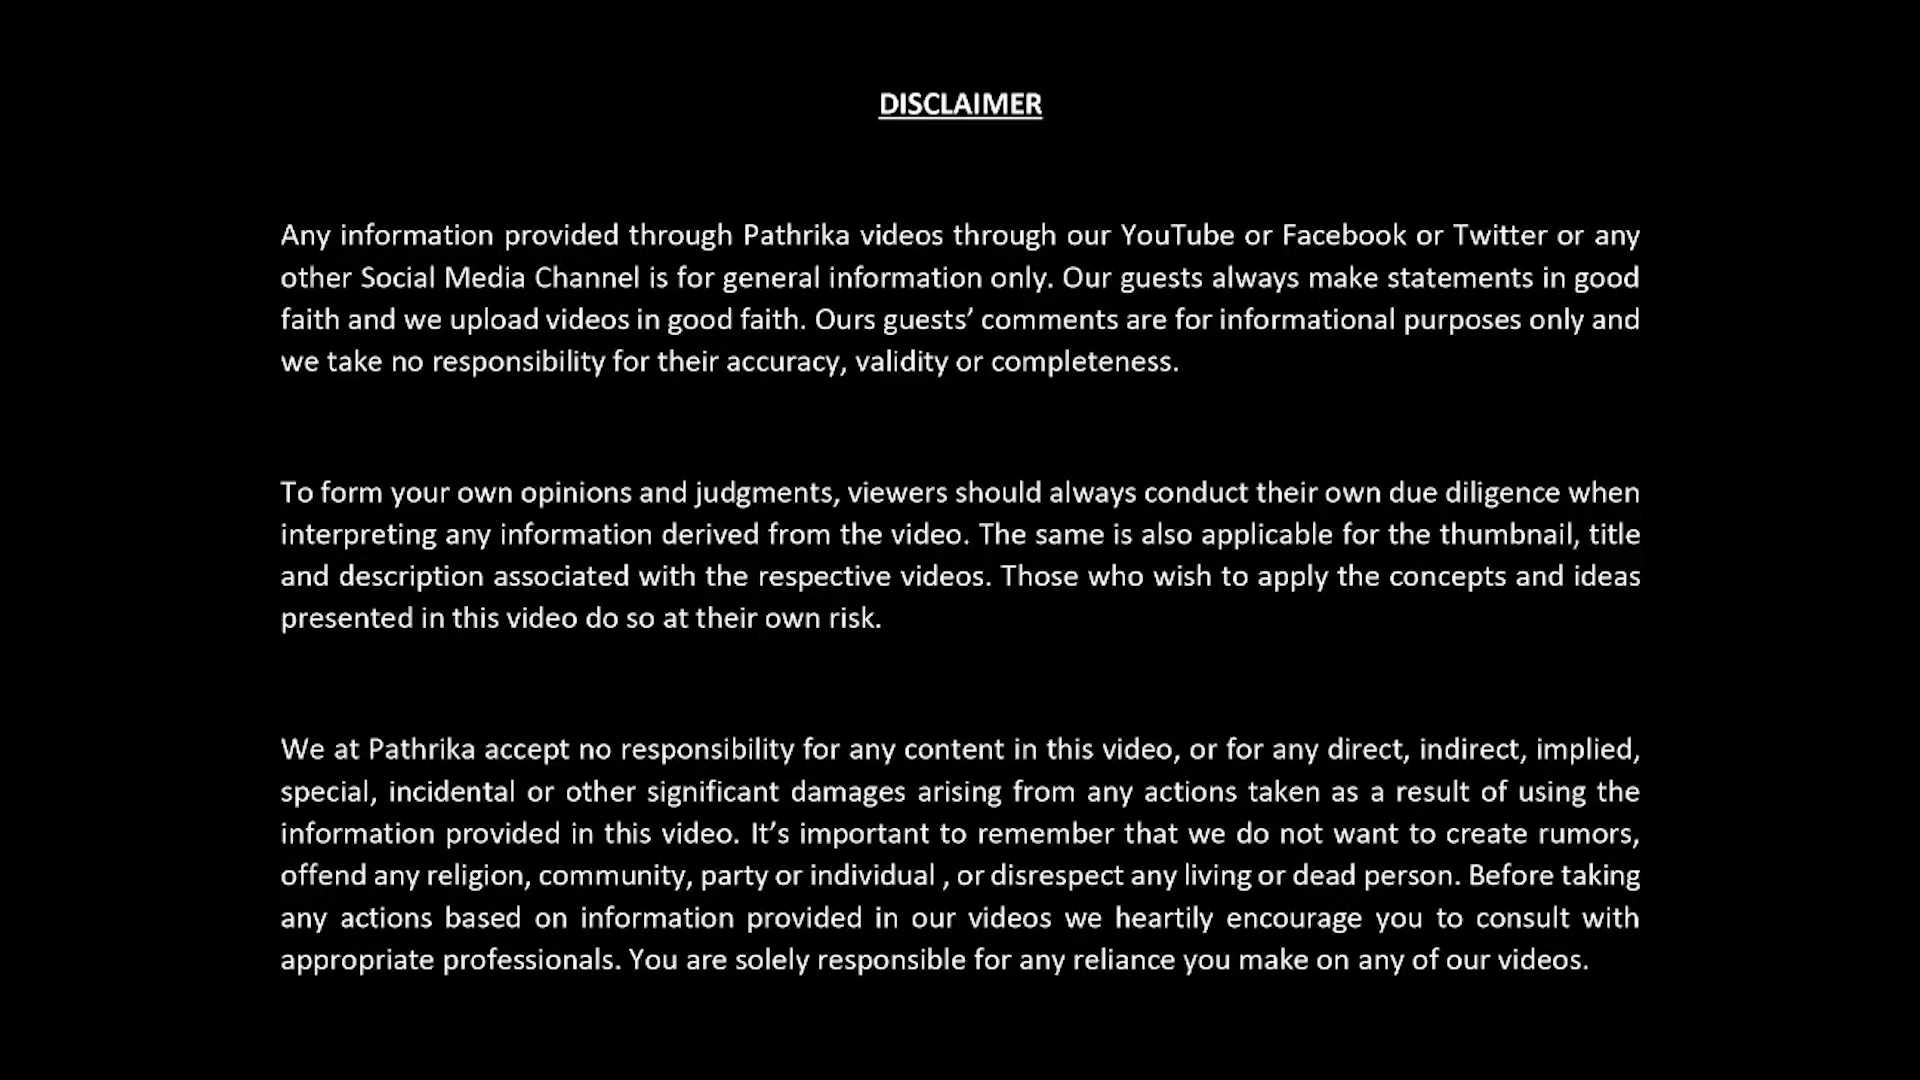 DISCLAIMER
Any information provided through Pathrika videos through our YouTube or Facebook or Twitter or any
other Social Media Channel is for general information only. Our guests always make statements in good
faith and we upload videos in good faith. Ours guests’ comments are for informational purposes only and
we take no responsibility for their accuracy, validity or completeness.
To form your own opinions and judgments, viewers should always conduct their own due diligence when
interpreting any information derived from the video. The same is also applicable for the thumbnail, title
and description associated with the respective videos. Those who wish to apply the concepts and ideas
presented in this video do so at their own risk.
We at Pathrika accept no responsibility for any content in this video, or for any direct, indirect, implied,
special, incidental or other significant damages arising from any actions taken as a result of using the
information provided in this video. It’s important to remember that we do not want to create rumors,
offend any religion, community, party or individual , or disrespect any living or dead person. Before taking
any actions based on information provided in our videos we heartily encourage you to consult with
appropriate professionals. You are solely responsible for any reliance you make on any of our videos.